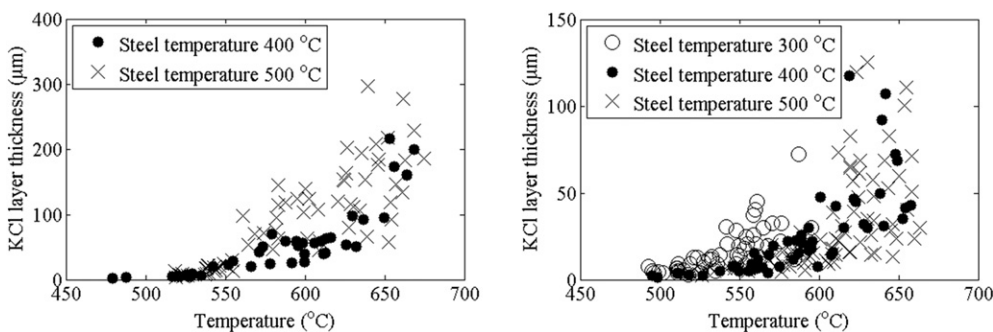 400
300
200
100
0
KCl layer thickness (μm)
Steel temperature 400 °C
Steel temperature 500 °C
450 500 550 600 650 700
Temperature (°C)
150
100
50
0
KCl layer thickness (μm)
Steel temperature 300 °C
Steel temperature 400 °C
Steel temperature 500 °C
450 500 550 600 650 700
Temperature (°C)